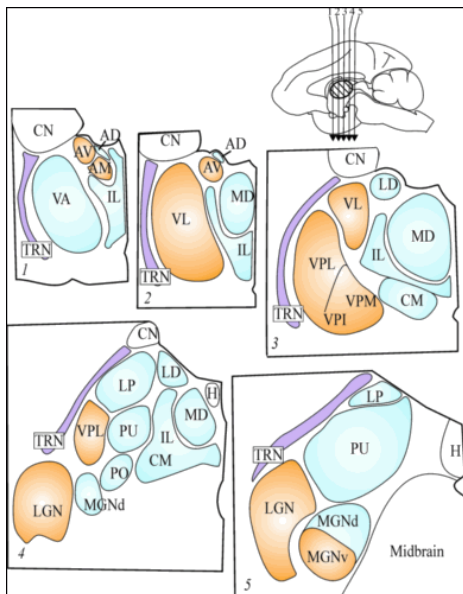 1 2 3 4 5
CN
AD
AV
AM
VA
IL
TRN
1
CN
AD
AV
VL
MD
IL
TRN
2
CN
LD
VL
MD
VPL
IL
VPM
CM
VPI
TRN
3
CN
LD
H
LP
MD
VPL
PU
IL
TRN
CM
PO
MGNd
LGN
4
LP
TRN
PU
H
LGN
MGNd
MGNv
Midbrain
5